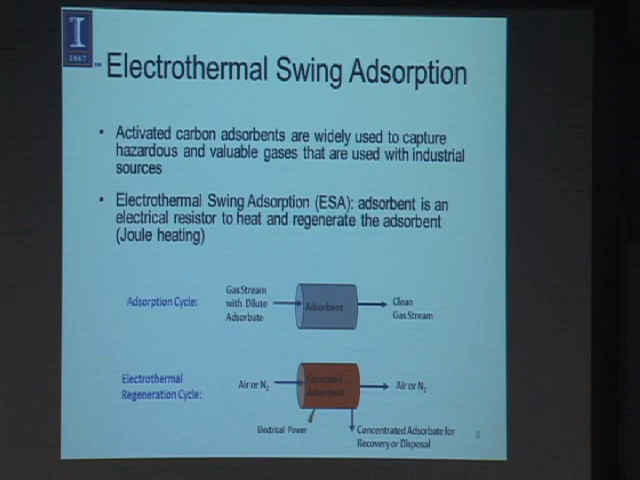 I
1867
TM
Electrothermal Swing Adsorption
• Activated carbon adsorbents are widely used to capture
hazardous and valuable gases that are used with industrial
sources
• Electrothermal Swing Adsorption (ESA): adsorbent is an
electrical resistor to heat and regenerate the adsorbent
(Joule heating)
Adsorption Cycle:
Gas Stream
with Dilute
Adsorbate
Adsorbent
Clean
Gas Stream
Electrothermal
Regeneration Cycle:
Air or N₂
Saturated
Adsorbent
Air or N₂
Electrical Power
Concentrated Adsorbate for
Recovery or Disposal
8